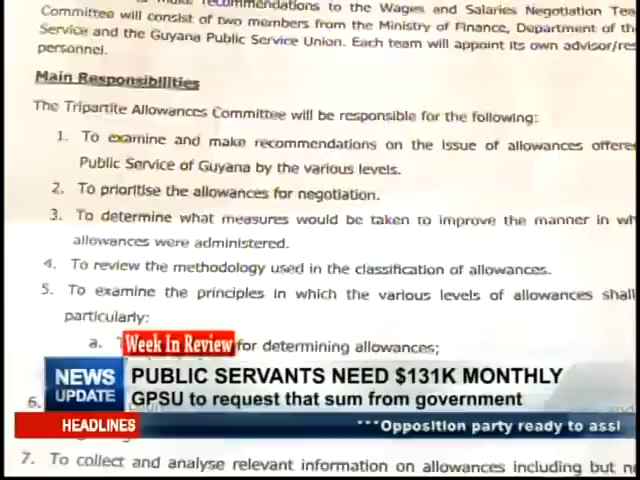 recommendations to the Wages and Salaries Negotiation
Committee will consist of two members from the Ministry of Finance, Department of
Service and the Guyana Public Service Union. Each team will appoint its own
personnel.
Main Responsibilities
The Tripartite Allowances Committee will be responsible for the following:
1. To examine and make recommendations on the issue of allowances
Public Service of Guyana by the various levels.
2. To prioritise the allowances for negotiation.
3. To determine what measures would be taken to improve the manner in
allowances were administered.
4. To review the methodology used in the classification of allowances.
5. To examine the principles in which the various levels of allowances shall
particularly:
a. for determining allowances;
Week In Review
NEWS UPDATE
PUBLIC SERVANTS NEED $131K MONTHLY
GPSU to request that sum from government
6.
HEADLINES
***Opposition party ready to
7. To collect and analyse relevant information on allowances including but